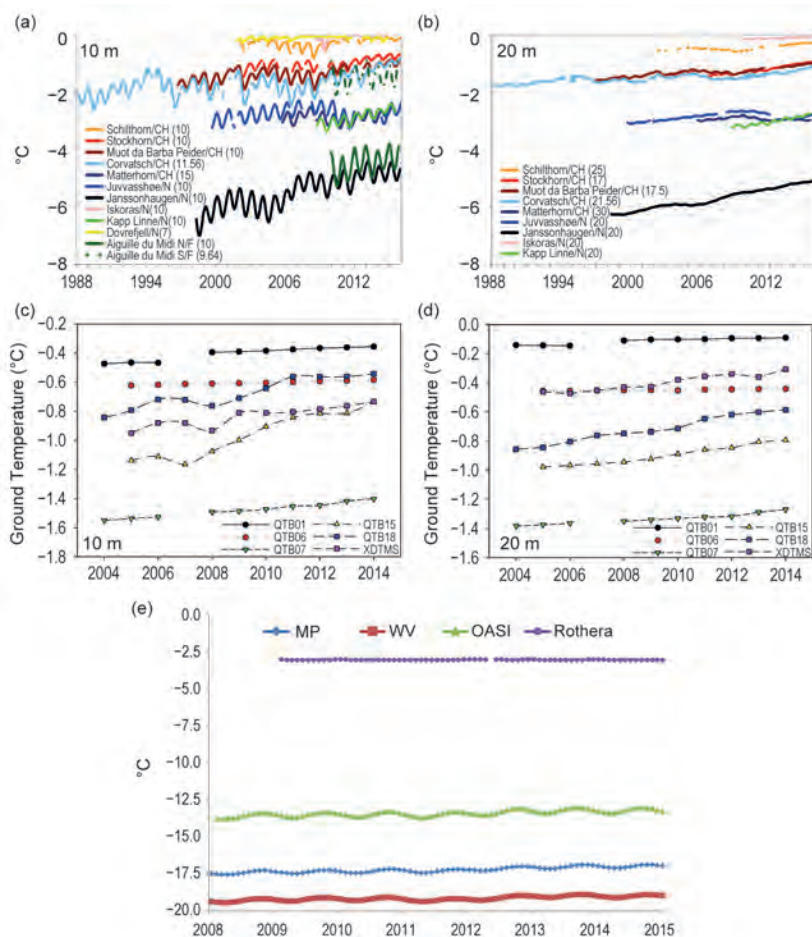 (a)
0
10 m
−2
−4
−6
−8
°C
Schilthorn/CH (10)
Stockhorn/CH (10)
Muot da Barba Peider/CH (10)
Corvatsch/CH (11.56)
Matterhorn/CH (15)
Juvvasshøe/N (10)
Janssonhaugen/N(10)
Iskoras/N(10)
Kapp Linne/N(10)
Dovrefjell/N(7)
Aiguille du Midi N/F (10)
Aiguille du Midi S/F (9.64)
1988 1994 2000 2006 2012
(b)
0
20 m
−2
−4
−6
−8
°C
Schilthorn/CH (25)
Stockhorn/CH (17)
Muot da Barba Peider/CH (17.5)
Corvatsch/CH (21.56)
Matterhorn/CH (30)
Juvvasshøe/N (20)
Janssonhaugen/N(20)
Iskoras/N(20)
Kapp Linne/N(20)
1988 1994 2000 2006 2012
(c)
Ground Temperature (°C)
−0.2
−0.4
−0.6
−0.8
−1.0
−1.2
−1.4
−1.6
−1.8
10 m
QTB01 QTB15
QTB06 QTB18
QTB07 XDTMS
2004 2006 2008 2010 2012 2014
(d)
Ground Temperature (°C)
0.0
−0.2
−0.4
−0.6
−0.8
−1.0
−1.2
−1.4
−1.6
20 m
QTB01 QTB15
QTB06 QTB18
QTB07 XDTMS
2004 2006 2008 2010 2012 2014
(e)
MP WV OASI Rothera
°C
0.0
−2.5
−5.0
−7.5
−10.0
−12.5
−15.0
−17.5
−20.0
2008 2009 2010 2011 2012 2013 2014 2015